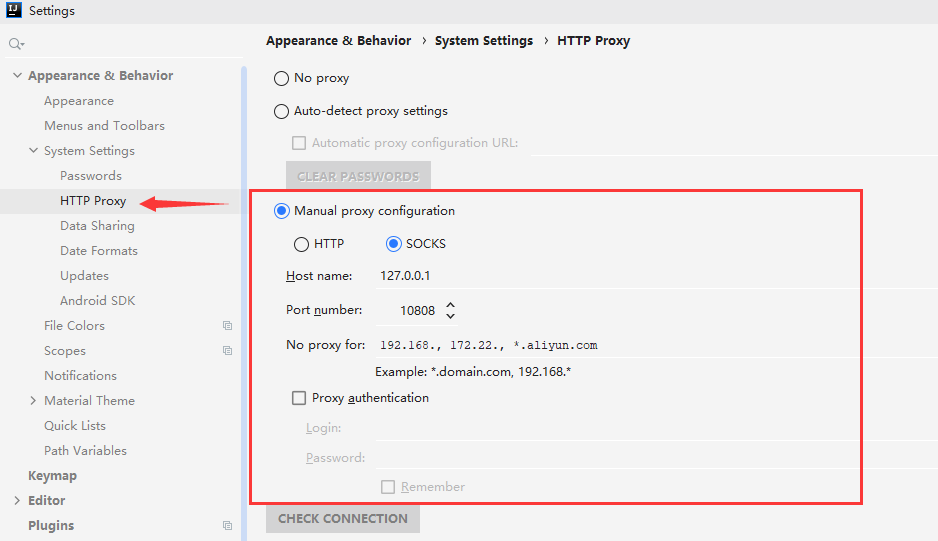 IJ Settings
Appearance & Behavior › System Settings › HTTP Proxy
Appearance & Behavior
Appearance
Menus and Toolbars
System Settings
Passwords
HTTP Proxy
Data Sharing
Date Formats
Updates
Android SDK
File Colors
Scopes
Notifications
Material Theme
Quick Lists
Path Variables
Keymap
Editor
Plugins
No proxy
Auto-detect proxy settings
Automatic proxy configuration URL:
CLEAR PASSWORDS
Manual proxy configuration
HTTP SOCKS
Host name: 127.0.0.1
Port number: 10808
No proxy for: 192.168., 172.22., *.aliyun.com
Example: *.domain.com, 192.168.*
Proxy authentication
Login:
Password:
Remember
CHECK CONNECTION